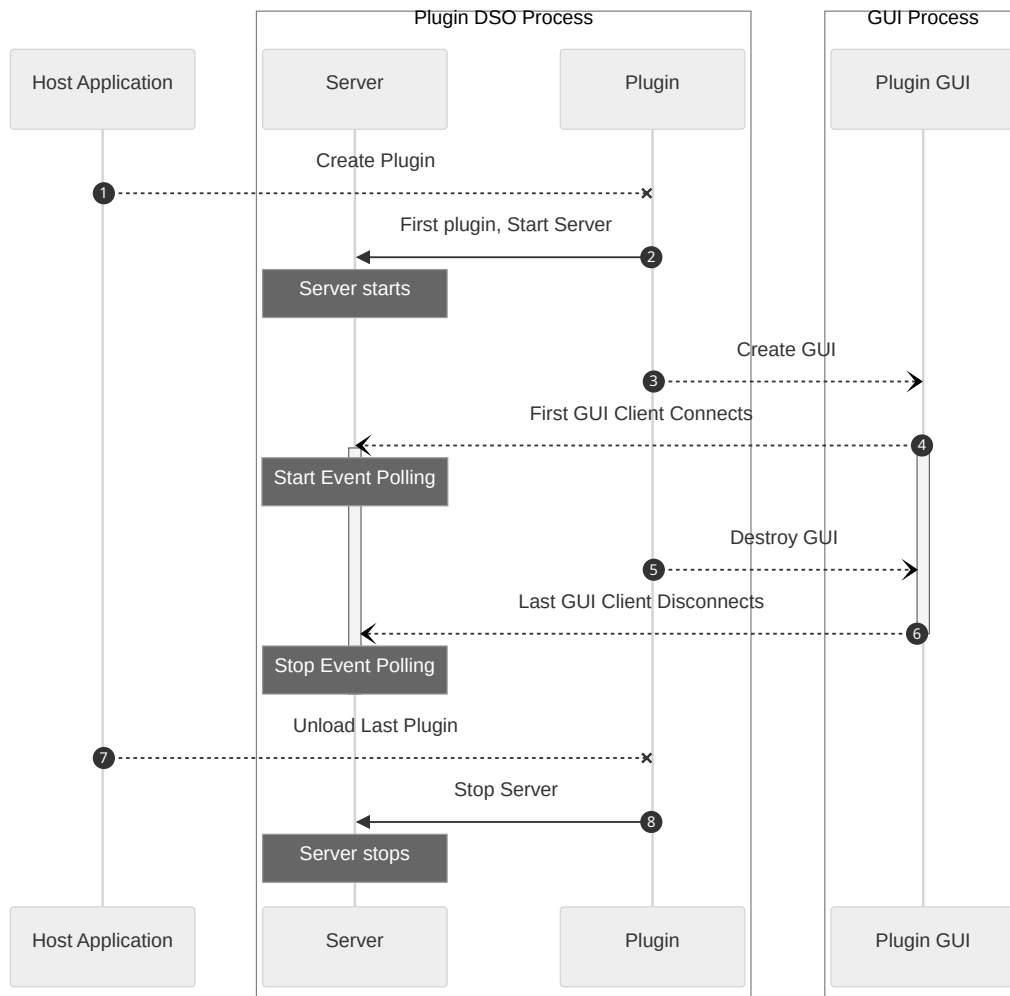 Plugin DSO Process
GUI Process
Host Application
Server
Plugin
Plugin GUI
Create Plugin
1
First plugin, Start Server
2
Server starts
Create GUI
3
First GUI Client Connects
4
Start Event Polling
Destroy GUI
5
Last GUI Client Disconnects
6
Stop Event Polling
Unload Last Plugin
7
Stop Server
8
Server stops
Host Application
Server
Plugin
Plugin GUI